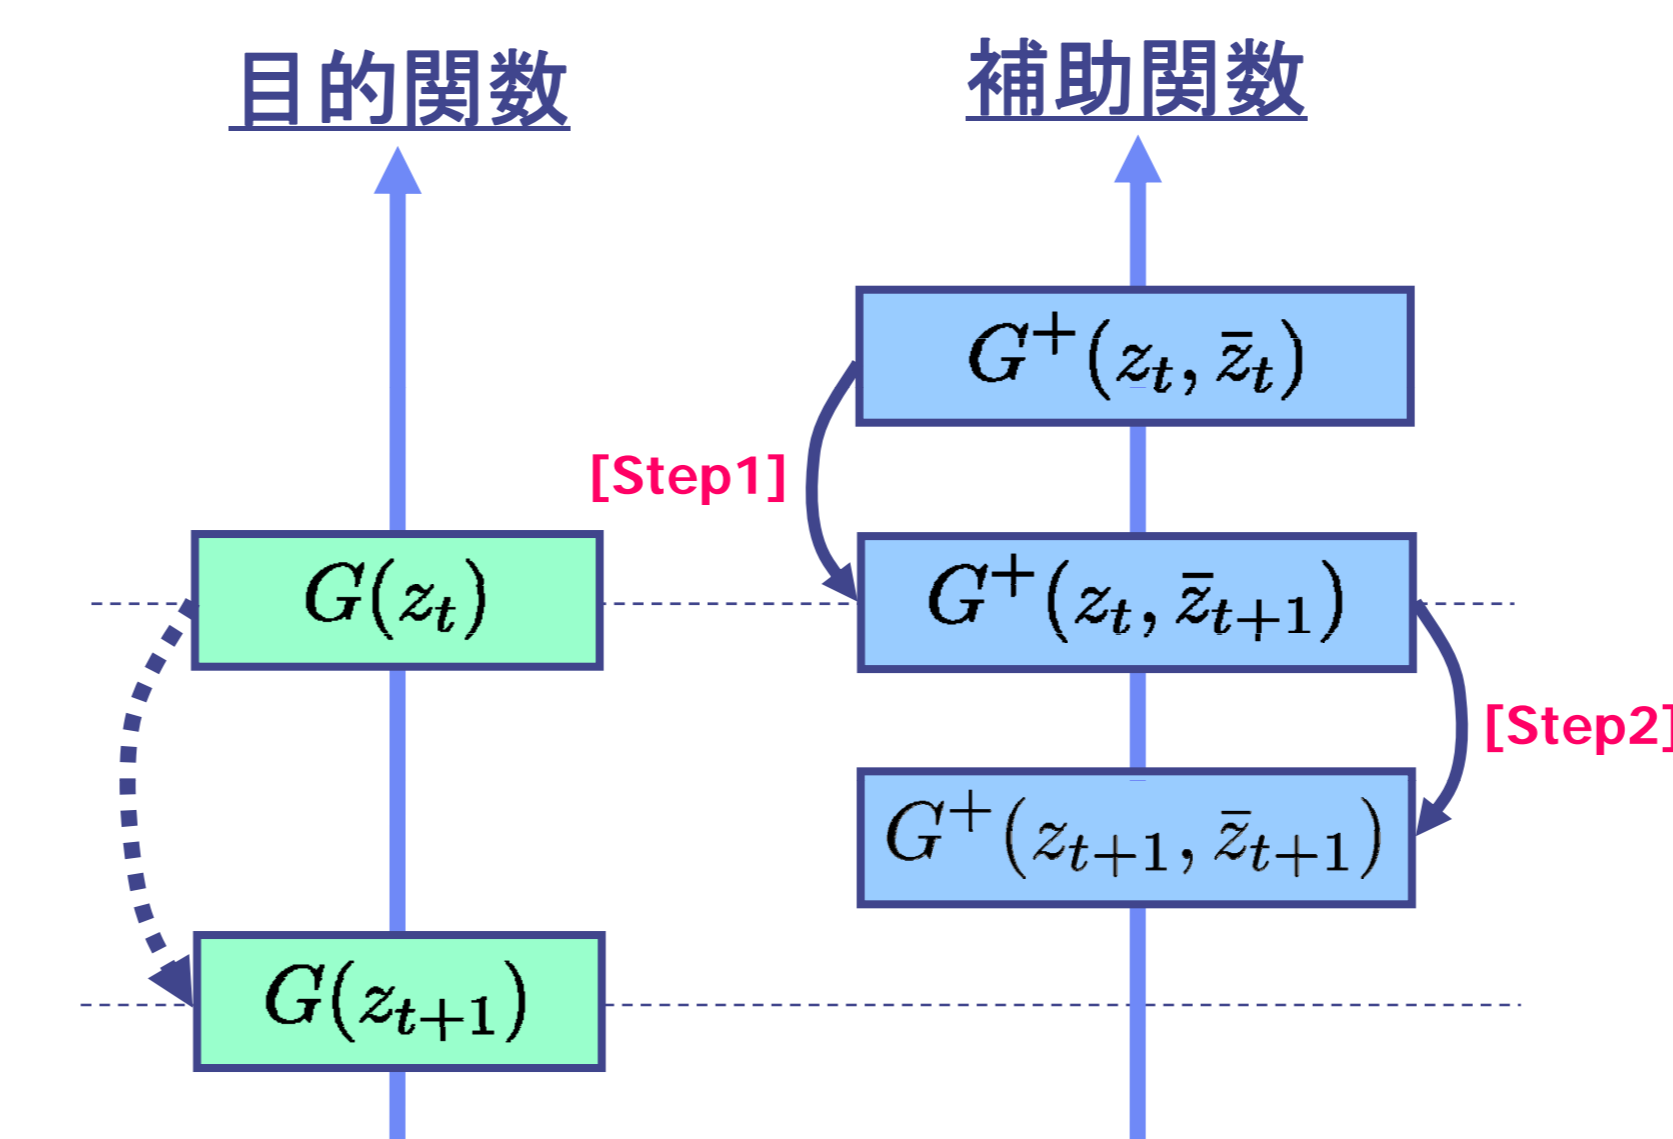 目的関数
補助関数
G⁺(z_t, z̄_t)
[Step1]
G(z_t)
G⁺(z_t, z̄_{t+1})
[Step2]
G⁺(z_{t+1}, z̄_{t+1})
G(z_{t+1})